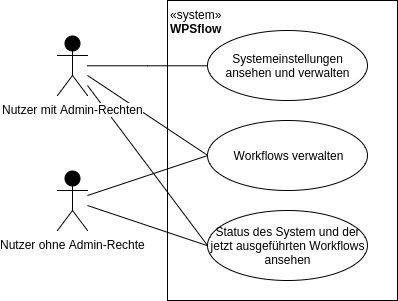 «system»
WPSflow
Systemeinstellungen
ansehen und verwalten
Nutzer mit Admin-Rechten
Workflows verwalten
Nutzer ohne Admin-Rechte
Status des System und der
jetzt ausgeführten Workflows
ansehen